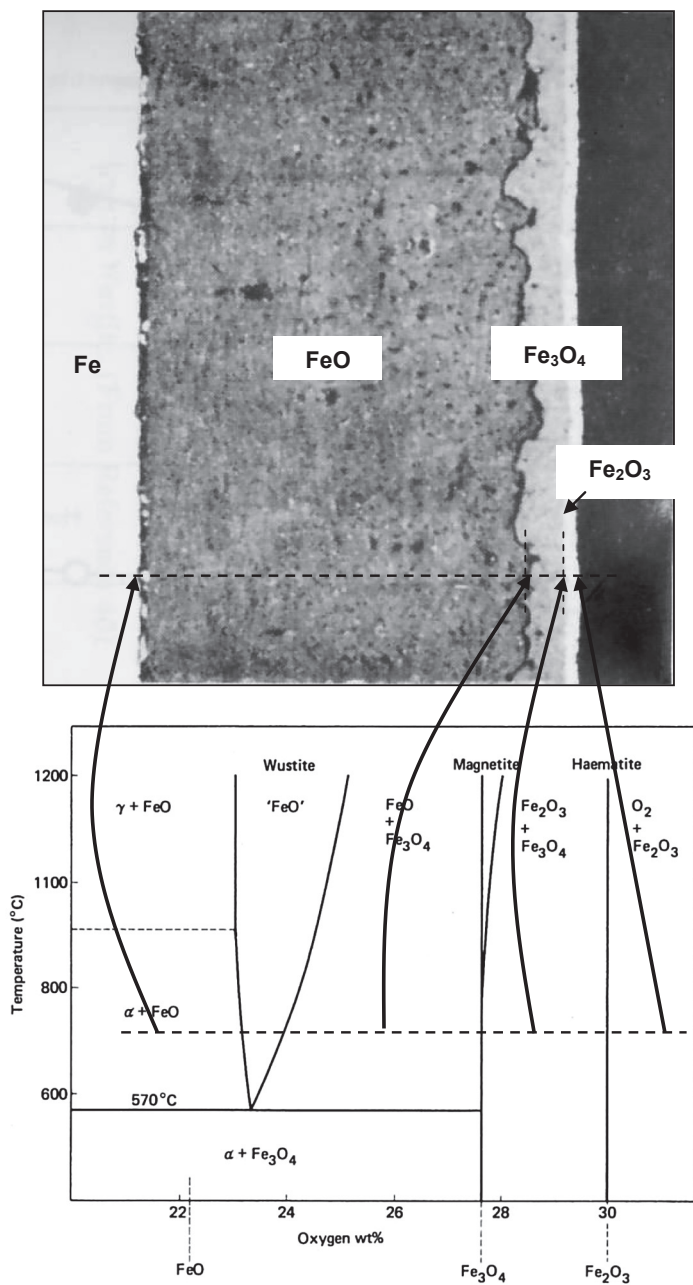 Fe
FeO
Fe₃O₄
Fe₂O₃
1200
1100
800
600
Temperature (°C)
Wustite
Magnetite
Haematite
γ + FeO
'FeO'
FeO
+
Fe₃O₄
Fe₂O₃
+
Fe₃O₄
O₂
+
Fe₂O₃
α + FeO
570°C
α + Fe₃O₄
22
24
26
28
30
32
Oxygen wt%
FeO
Fe₃O₄
Fe₂O₃